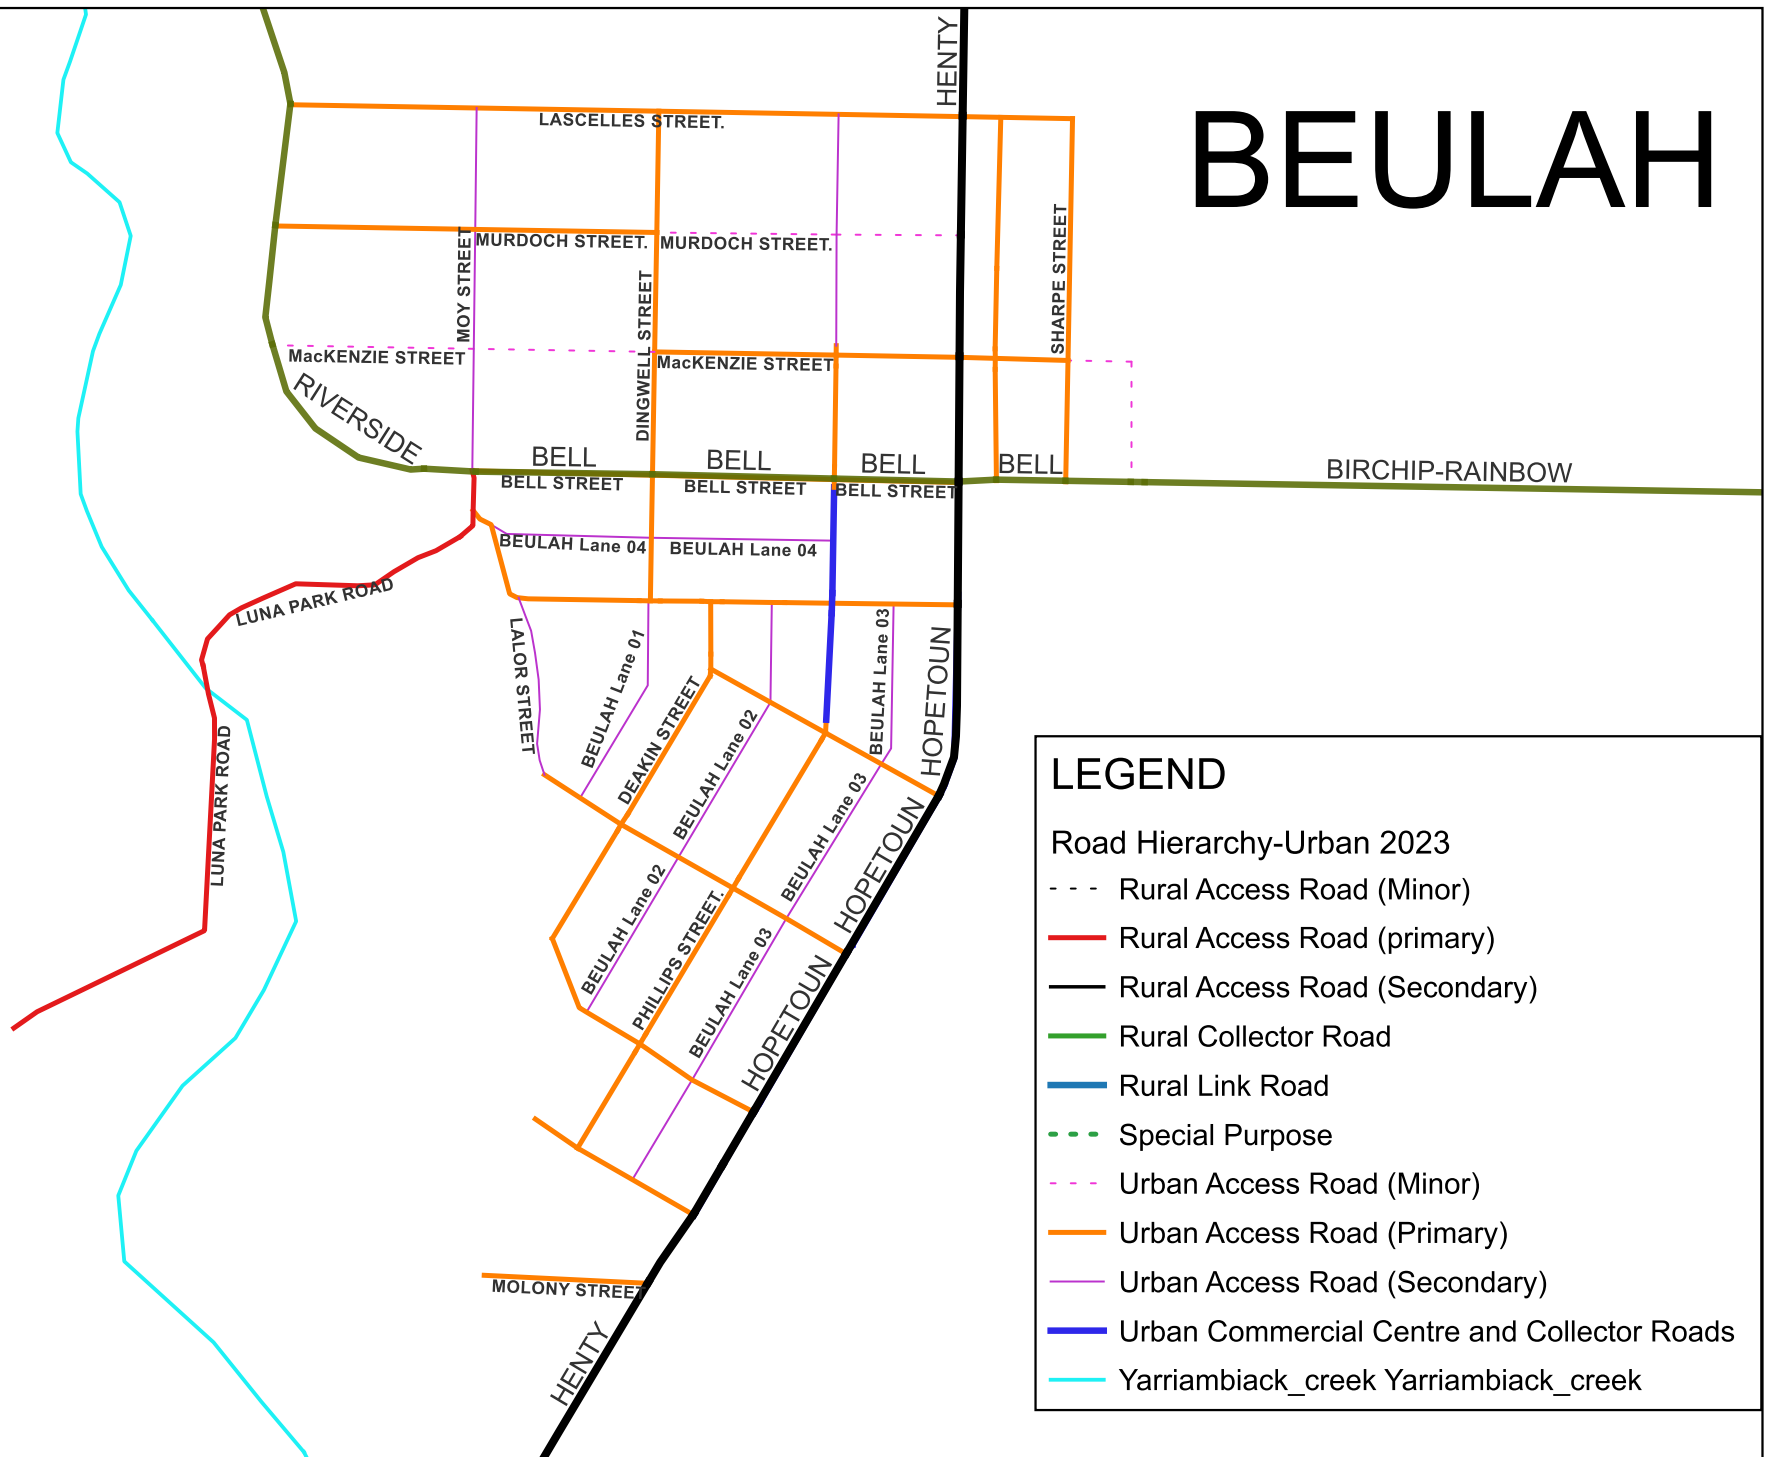 HENTY
BEULAH
LASCELLES STREET.
MURDOCH STREET.
MURDOCH STREET.
MOY STREET
SHARPE STREET
DINGWELL STREET
MacKENZIE STREET
MacKENZIE STREET
RIVERSIDE
BELL
BELL
BELL
BELL
BIRCHIP-RAINBOW
BELL STREET
BELL STREET
BELL STREET
BEULAH Lane 04
BEULAH Lane 04
LUNA PARK ROAD
LALOR STREET
BEULAH Lane 01
DEAKIN STREET
BEULAH Lane 02
BEULAH Lane 03
HOPETOUN
LUNA PARK ROAD
BEULAH Lane 03
HOPETOUN
BEULAH Lane 02
PHILLIPS STREET.
BEULAH Lane 03
HOPETOUN
MOLONY STREET
HENTY
LEGEND
Road Hierarchy-Urban 2023
Rural Access Road (Minor)
Rural Access Road (primary)
Rural Access Road (Secondary)
Rural Collector Road
Rural Link Road
Special Purpose
Urban Access Road (Minor)
Urban Access Road (Primary)
Urban Access Road (Secondary)
Urban Commercial Centre and Collector Roads
Yarriambiack_creek Yarriambiack_creek